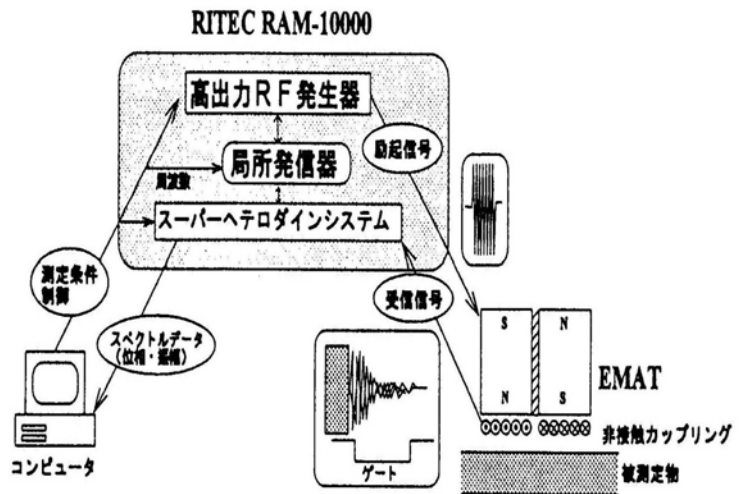 RITEC RAM-10000
高出力RF発生器
励起信号
局所発信器
周波数
スーパーヘテロダインシステム
測定条件
制御
受信信号
スペクトルデータ
(位相・振幅)
S
N
N
S
EMAT
非接触カップリング
コンピュータ
ゲート
被測定物